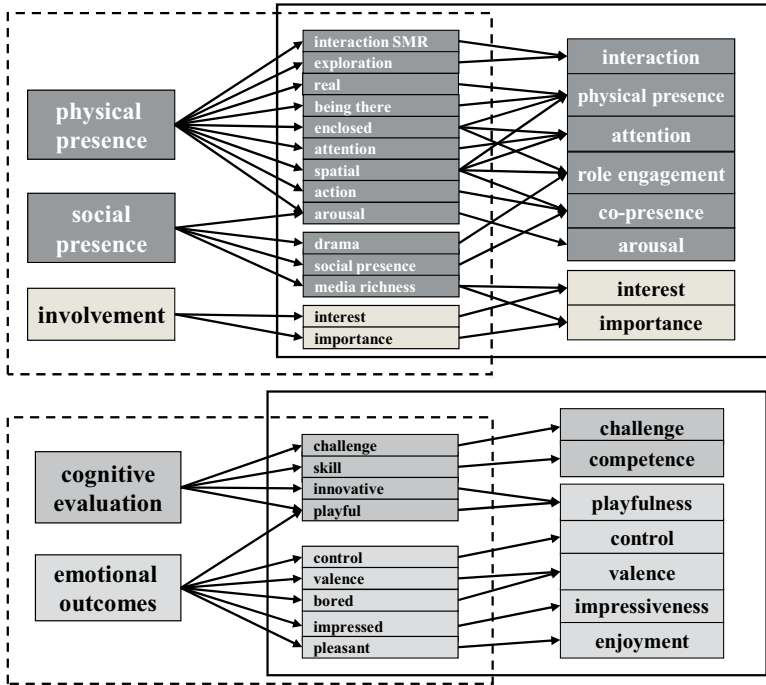 physical
presence
social
presence
involvement
interaction SMR
exploration
real
being there
enclosed
attention
spatial
action
arousal
drama
social presence
media richness
interest
importance
interaction
physical presence
attention
role engagement
co-presence
arousal
interest
importance
cognitive
evaluation
emotional
outcomes
challenge
skill
innovative
playful
control
valence
bored
impressed
pleasant
challenge
competence
playfulness
control
valence
impressiveness
enjoyment